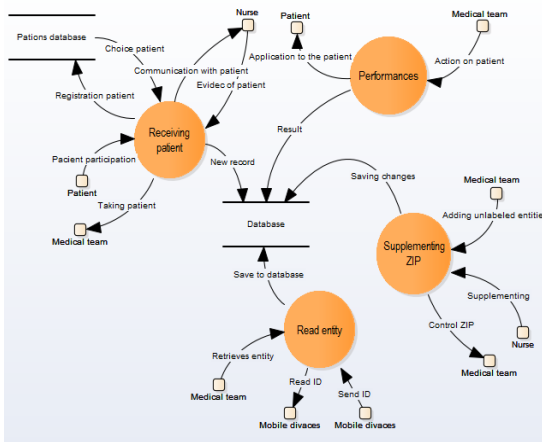 Nurse
Patient
Medical team
Pations database
Choice patient
Communication with patient
Application to the patient
Action on patient
Evidec of patient
Performances
Registration patient
Receiving
patient
Result
Pacient participation
New record
Saving changes
Patient
Medical team
Adding unlabeled entitie
Taking patient
Database
Medical team
Supplementing
ZIP
Save to database
Supplementing
Read entity
Control ZIP
Nurse
Retrieves entity
Medical team
Read ID
Send ID
Medical team
Mobile divaces
Mobile divaces